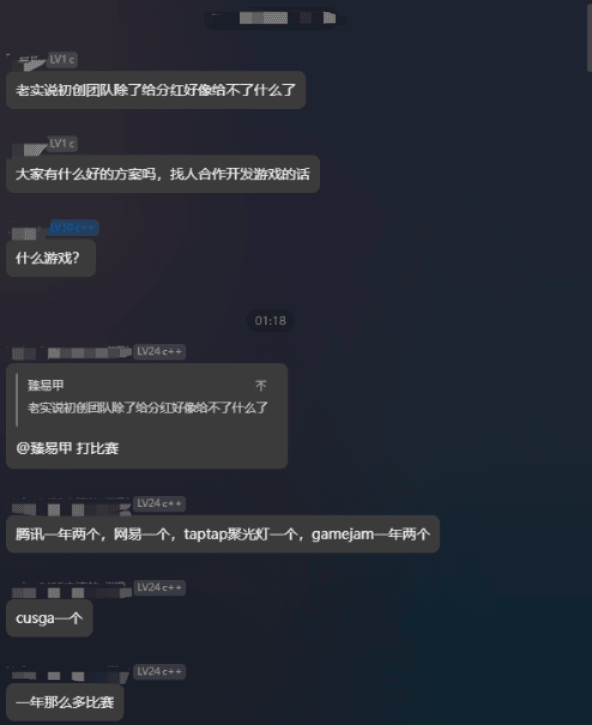 LV1 c
老实说初创团队除了给分红好像给不了什么了
LV1 c
大家有什么好的方案吗，找人合作开发游戏的话
LV30 c++
什么游戏？
01:18
LV24 c++
臻易甲
老实说初创团队除了给分红好像给不了什么了
@臻易甲 打比赛
LV24 c++
腾讯一年两个，网易一个，taptap聚光灯一个，gamejam一年两个
LV24 c++
cusga一个
LV24 c++
一年那么多比赛